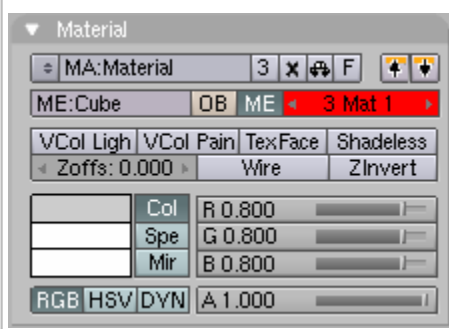 Material
MA:Material 3 F
ME:Cube OB ME 3 Mat 1
VCol Ligh VCol Pain TexFace Shadeless
Zoffs: 0.000 Wire ZInvert
Col R 0.800
Spe G 0.800
Mir B 0.800
RGB HSV DYN A 1.000